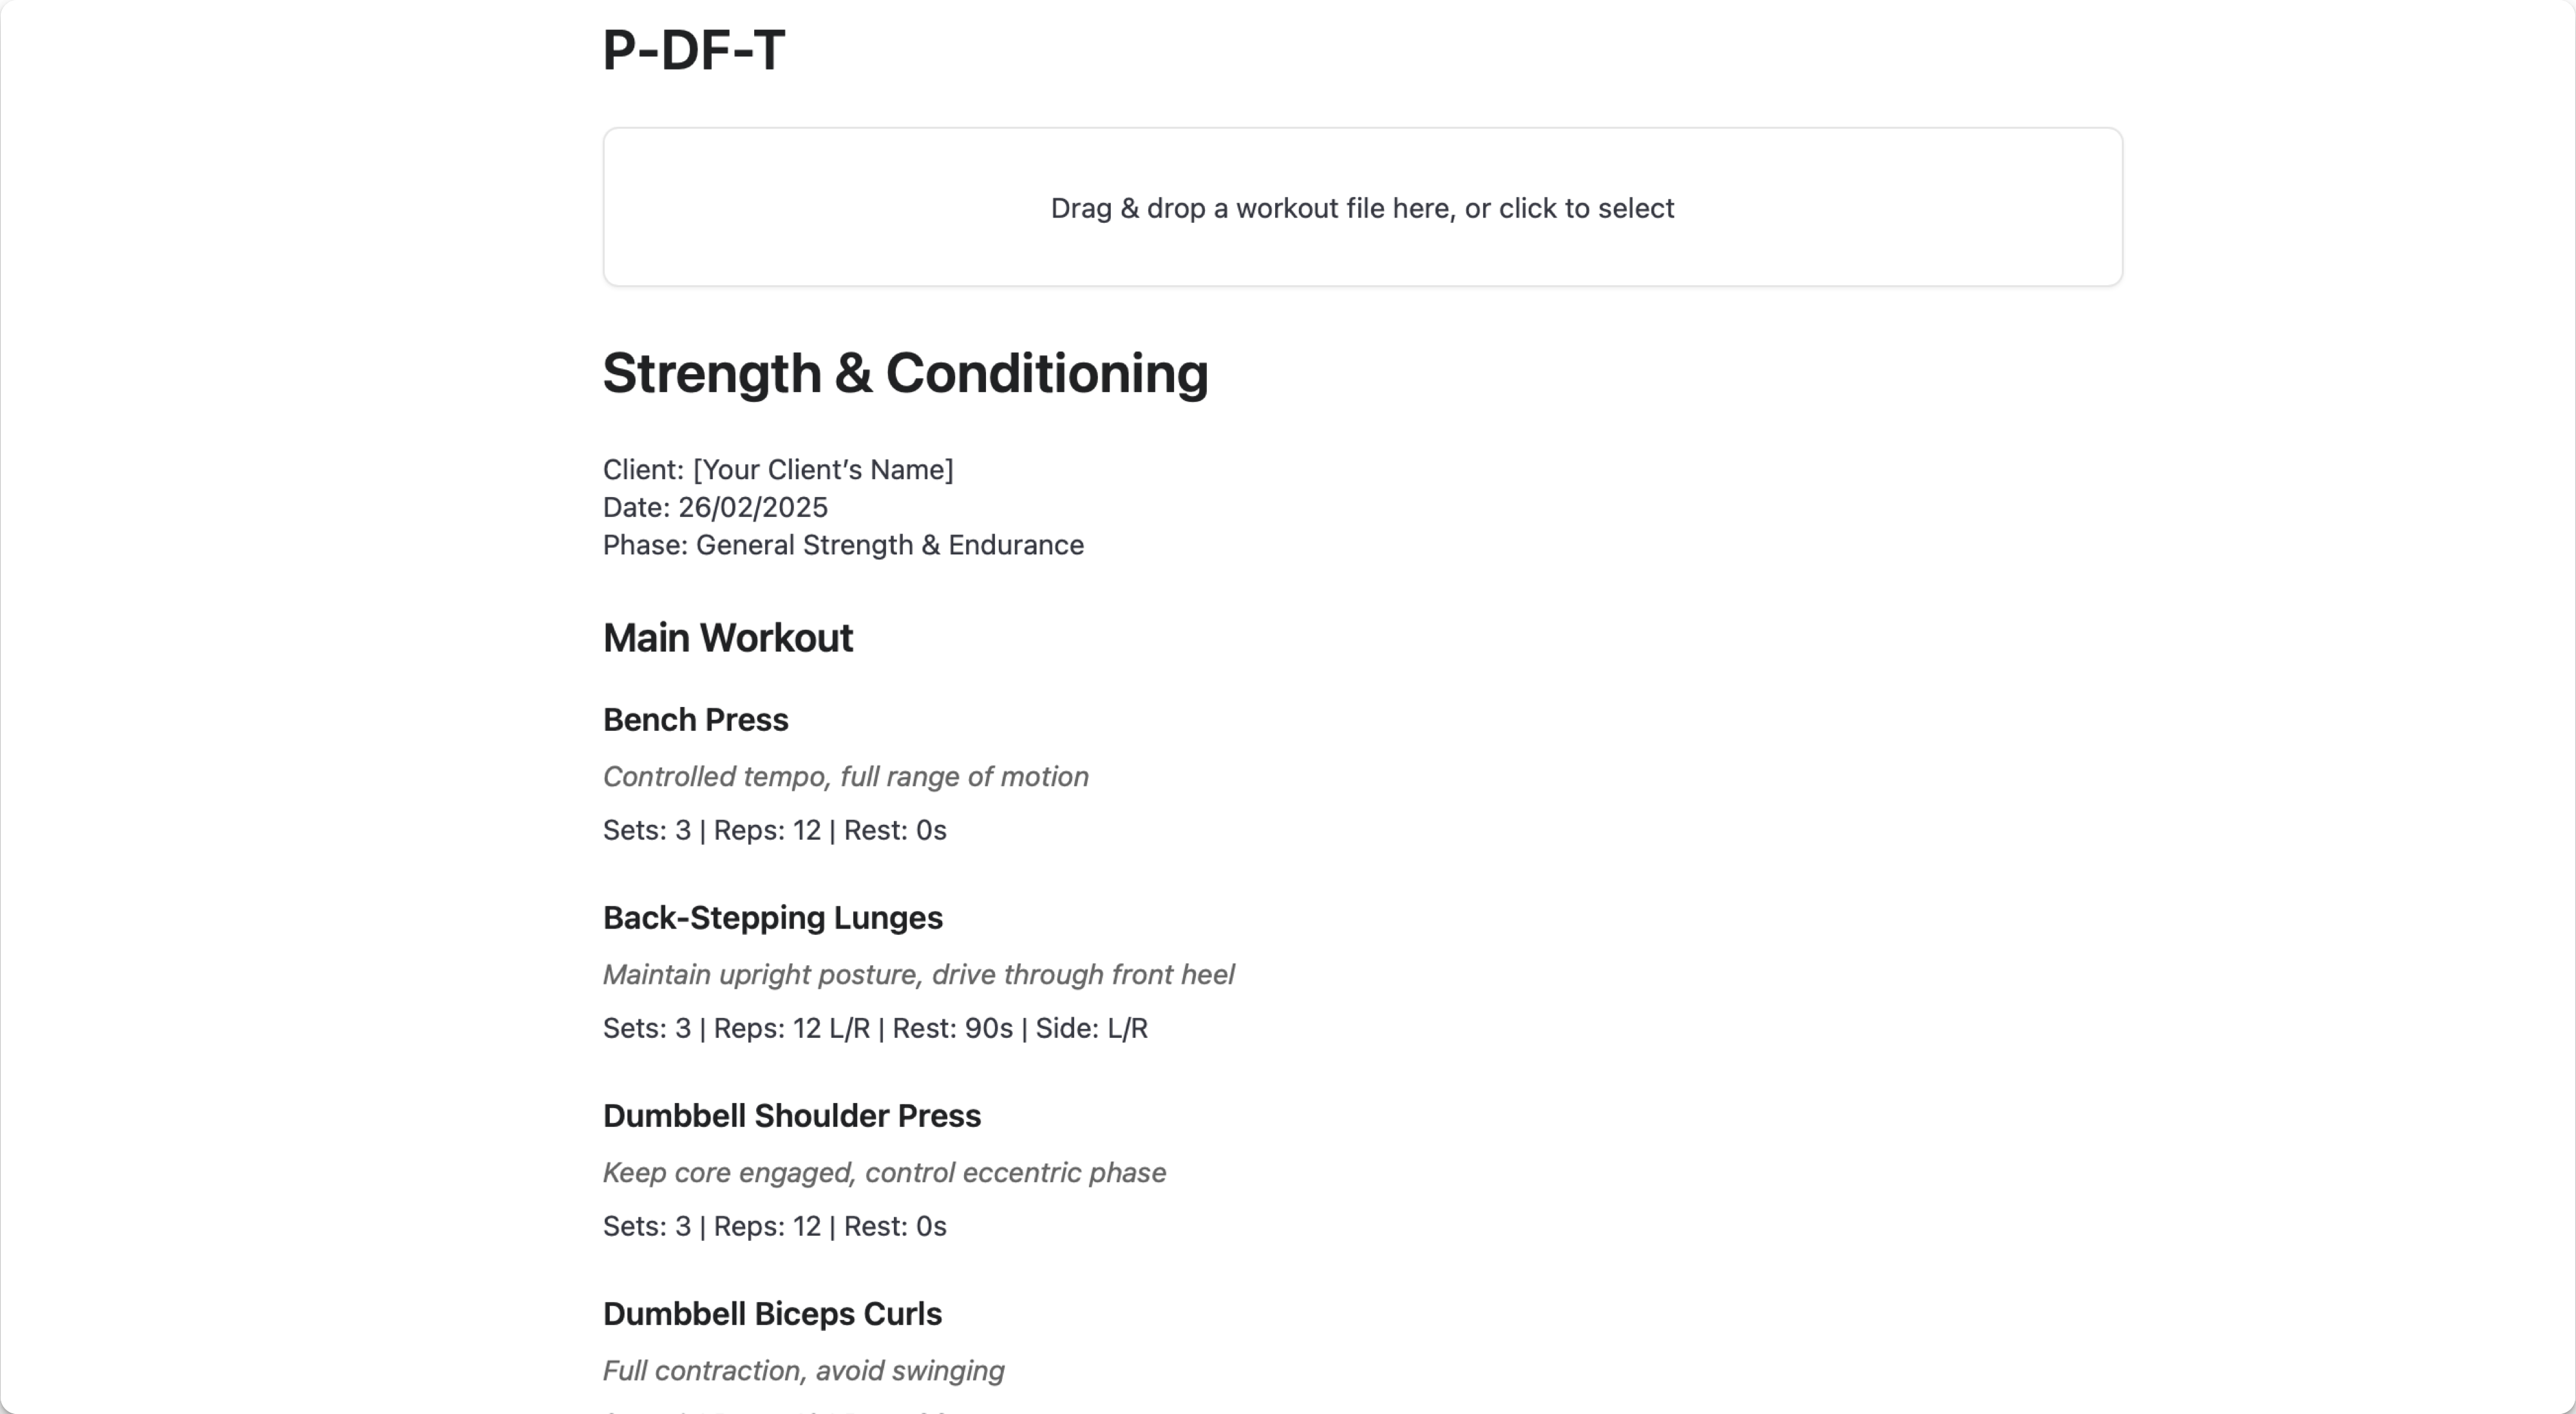 P-DF-T
Drag & drop a workout file here, or click to select
Strength & Conditioning
Client: [Your Client’s Name]
Date: 26/02/2025
Phase: General Strength & Endurance
Main Workout
Bench Press
Controlled tempo, full range of motion
Sets: 3 | Reps: 12 | Rest: 0s
Back-Stepping Lunges
Maintain upright posture, drive through front heel
Sets: 3 | Reps: 12 L/R | Rest: 90s | Side: L/R
Dumbbell Shoulder Press
Keep core engaged, control eccentric phase
Sets: 3 | Reps: 12 | Rest: 0s
Dumbbell Biceps Curls
Full contraction, avoid swinging